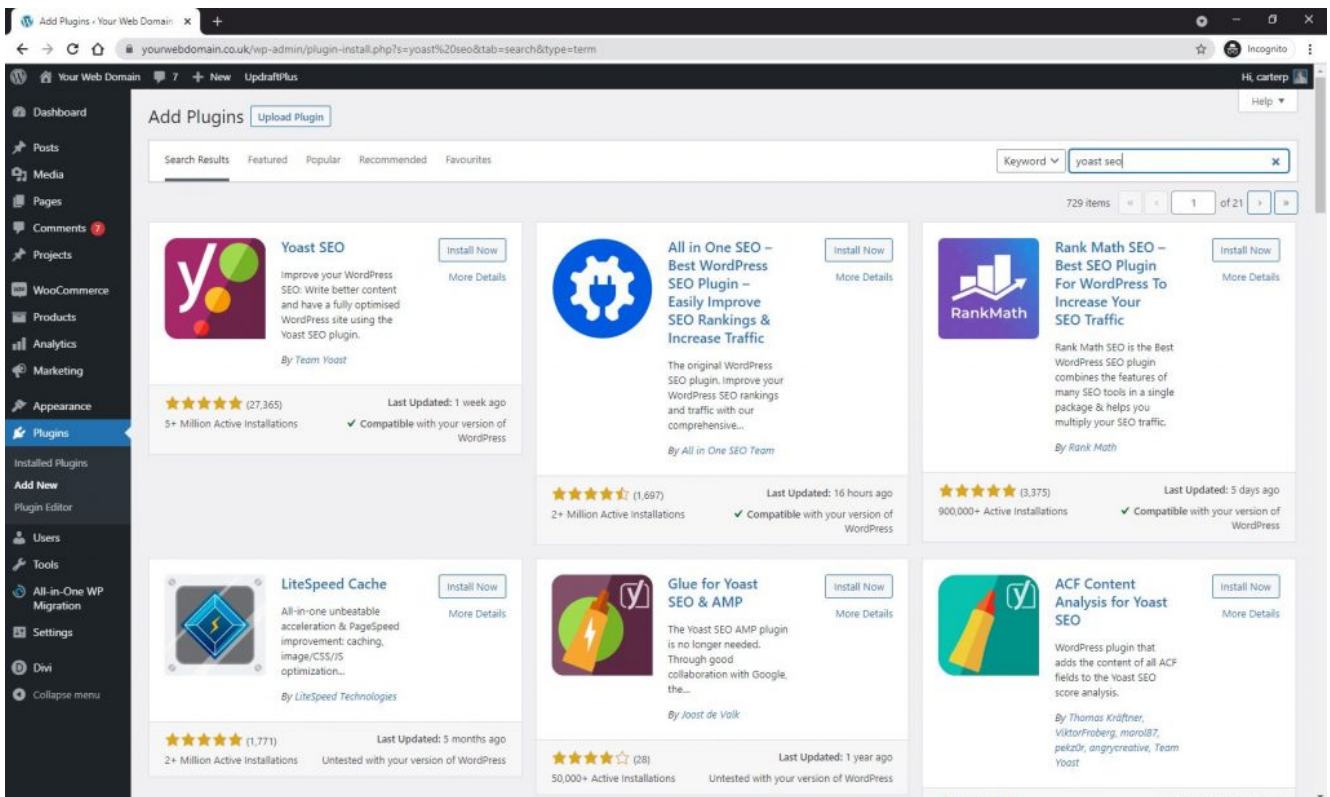 Add Plugins ‹ Your Web Domain
yourwebdomain.co.uk/wp-admin/plugin-install.php?s=yoast%20seo&tab=search&type=term
Incognito
Your Web Domain 7 + New UpdraftPlus
Hi, carterp
Help ▼
Dashboard
Posts
Media
Pages
Comments 7
Projects
WooCommerce
Products
Analytics
Marketing
Appearance
Plugins
Installed Plugins
Add New
Plugin Editor
Users
Tools
All-in-One WP
Migration
Settings
Divi
Collapse menu
Add Plugins Upload Plugin
Search Results Featured Popular Recommended Favourites
Keyword yoast seo
729 items « ‹ 1 of 21 › »
Yoast SEO
Install Now
More Details
Improve your WordPress
SEO: Write better content
and have a fully optimised
WordPress site using the
Yoast SEO plugin.
By Team Yoast
(27,365)
5+ Million Active Installations
Last Updated: 1 week ago
✓ Compatible with your version of
WordPress
All in One SEO –
Best WordPress
SEO Plugin –
Easily Improve
SEO Rankings &
Increase Traffic
Install Now
More Details
The original WordPress
SEO plugin. Improve your
WordPress SEO rankings
and traffic with our
comprehensive...
By All in One SEO Team
(1,697)
2+ Million Active Installations
Last Updated: 16 hours ago
✓ Compatible with your version of
WordPress
RankMath
Rank Math SEO –
Best SEO Plugin
For WordPress To
Increase Your
SEO Traffic
Install Now
More Details
Rank Math SEO is the Best
WordPress SEO plugin
combines the features of
many SEO tools in a single
package & helps you
multiply your SEO traffic.
By Rank Math
(3,375)
900,000+ Active Installations
Last Updated: 5 days ago
✓ Compatible with your version of
WordPress
LiteSpeed Cache
Install Now
More Details
All-in-one unbeatable
acceleration & PageSpeed
improvement: caching,
image/CSS/JS
optimization...
By LiteSpeed Technologies
(1,771)
2+ Million Active Installations
Last Updated: 5 months ago
Untested with your version of WordPress
Glue for Yoast
SEO & AMP
Install Now
More Details
The Yoast SEO AMP plugin
is no longer needed.
Through good
collaboration with Google,
the...
By Joost de Valk
(28)
50,000+ Active Installations
Last Updated: 1 year ago
Untested with your version of WordPress
ACF Content
Analysis for Yoast
SEO
Install Now
More Details
WordPress plugin that
adds the content of all ACF
fields to the Yoast SEO
score analysis.
By Thomas Kräftner,
ViktorFroberg, marol87,
pekz0r, angrycreative, Team
Yoast